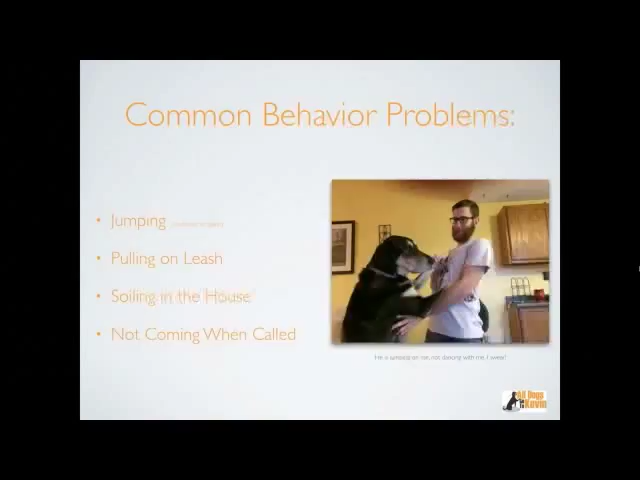 Common Behavior Problems:
• Jumping
• Pulling on Leash
• Soiling in the House
• Not Coming When Called
He is jumping on me, not dancing with me, I swear!
All Dogs
Kevin